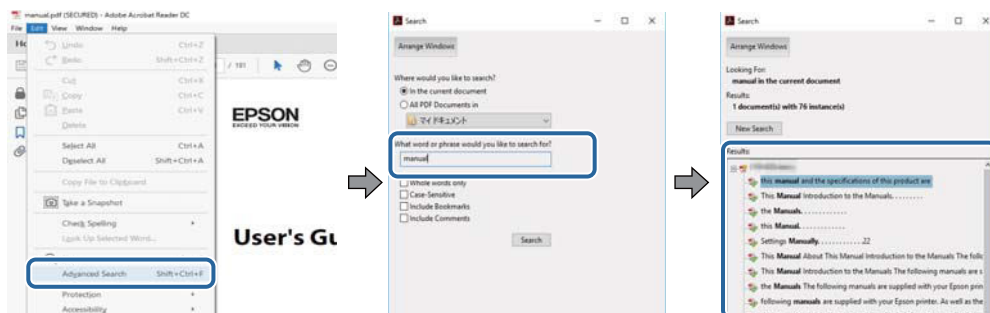 manual.pdf (SECURED) - Adobe Acrobat Reader DC
File Edit View Window Help
Undo Ctrl+Z
Redo Shift+Ctrl+Z
Cut Ctrl+X
Copy Ctrl+C
Paste Ctrl+V
Delete
Select All Ctrl+A
Deselect All Shift+Ctrl+A
Copy File to Clipboard
Take a Snapshot
Check Spelling
Look Up Selected Word...
Advanced Search Shift+Ctrl+F
Protection
Accessibility
/ 191
EPSON
EXCEED YOUR VISION
User's Gu
Search
Arrange Windows
Where would you like to search?
In the current document
All PDF Documents in
マイ ドキュメント
What word or phrase would you like to search for?
manual
Whole words only
Case-Sensitive
Include Bookmarks
Include Comments
Search
Search
Arrange Windows
Looking For:
manual in the current document
Results:
1 document(s) with 76 instance(s)
New Search
Results:
this manual and the specifications of this product are
This Manual Introduction to the Manuals. . . . . . . .
the Manuals. . . . . . . . . . . . .
this Manual. . . . . . . . . . . . .
Settings Manually. . . . . . . . . . . . 22
This Manual About This Manual Introduction to the Manuals The follo
This Manual Introduction to the Manuals The following manuals are s
the Manuals The following manuals are supplied with your Epson prin
following manuals are supplied with your Epson printer. As well as the